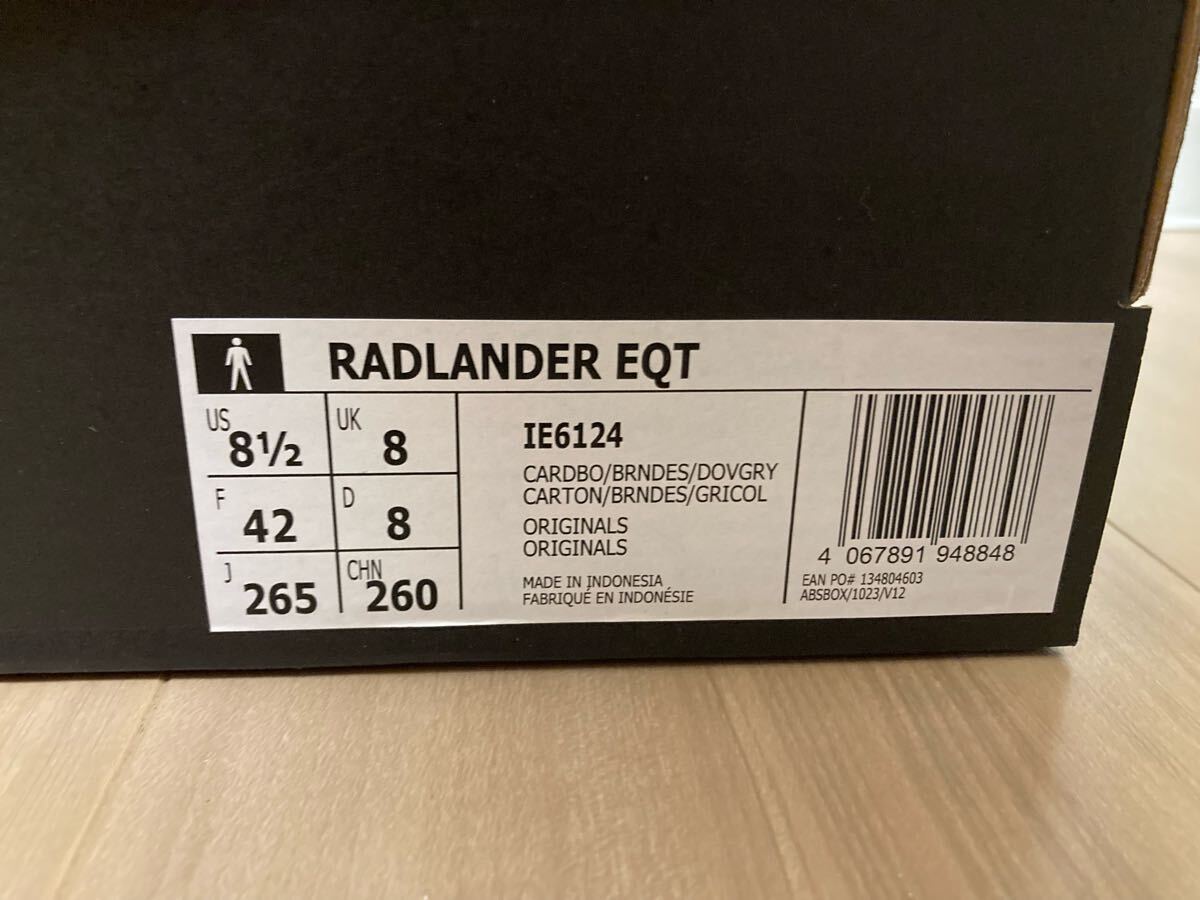 RADLANDER EQT
US 8½ UK 8
F 42 D 8
J 265 CHN 260
IE6124
CARDBO/BRNDES/DOVGRY
CARTON/BRNDES/GRICOL
ORIGINALS
ORIGINALS
MADE IN INDONESIA
FABRIQUÉ EN INDONÉSIE
4 067891 948848
EAN PO# 134804603
ABSBOX/1023/V12